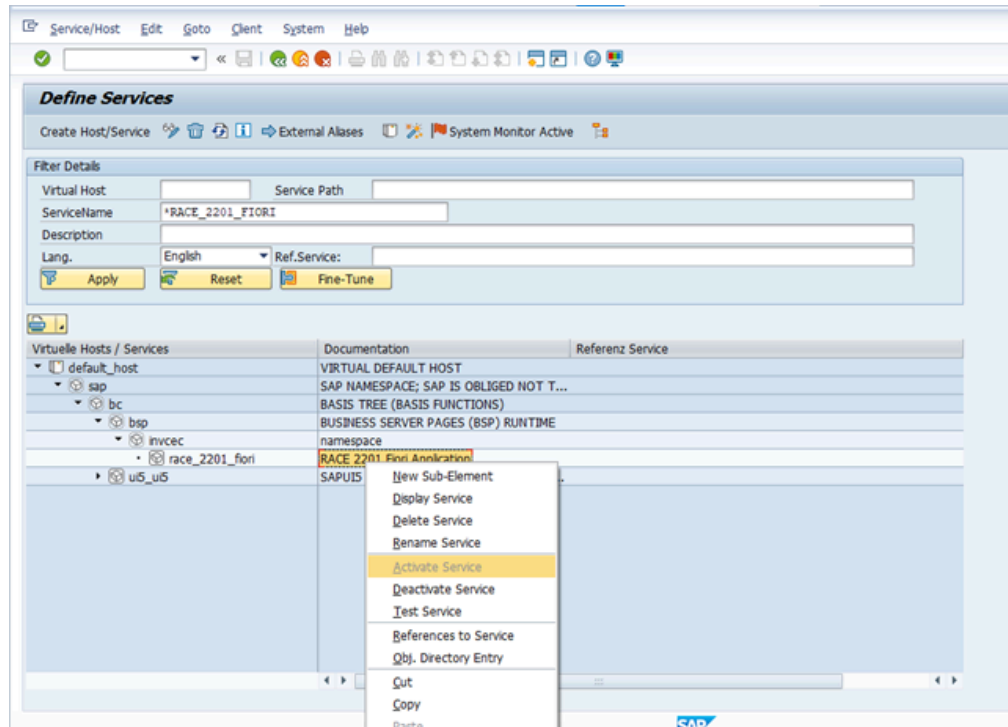 Service/Host Edit Goto Client System Help
Define Services
Create Host/Service External Aliases System Monitor Active
Filter Details
Virtual Host Service Path
ServiceName *RACE_2201_FIORI
Description
Lang. English Ref.Service:
Apply Reset Fine-Tune
Virtuelle Hosts / Services Documentation Referenz Service
default_host VIRTUAL DEFAULT HOST
sap SAP NAMESPACE; SAP IS OBLIGED NOT T...
bc BASIS TREE (BASIS FUNCTIONS)
bsp BUSINESS SERVER PAGES (BSP) RUNTIME
invcec namespace
race_2201_fiori RACE 2201 Fiori Application
ui5_ui5 SAPUI5
New Sub-Element
Display Service
Delete Service
Rename Service
Activate Service
Deactivate Service
Test Service
References to Service
Obj. Directory Entry
Cut
Copy
Paste
SAP